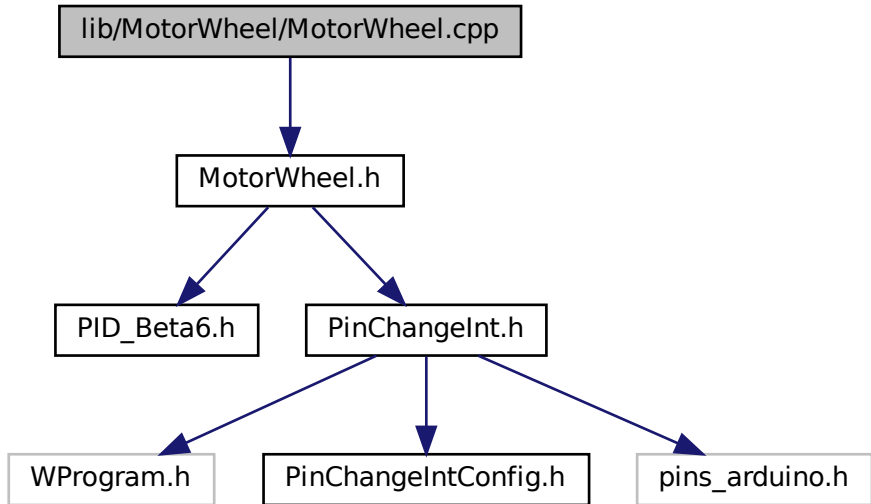 lib/MotorWheel/MotorWheel.cpp
MotorWheel.h
PID_Beta6.h
PinChangeInt.h
WProgram.h
PinChangeIntConfig.h
pins_arduino.h